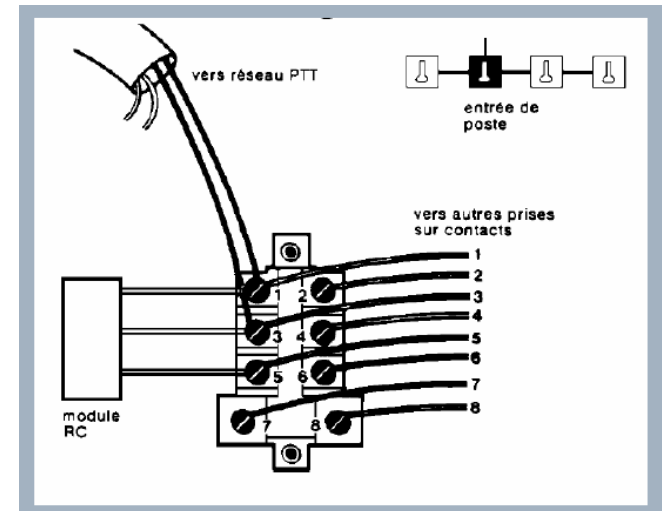 vers réseau PTT
entrée de
poste
vers autres prises
sur contacts
1
2
3
4
5
6
7
8
1 2
3 4
5 6
7 8
module
RC